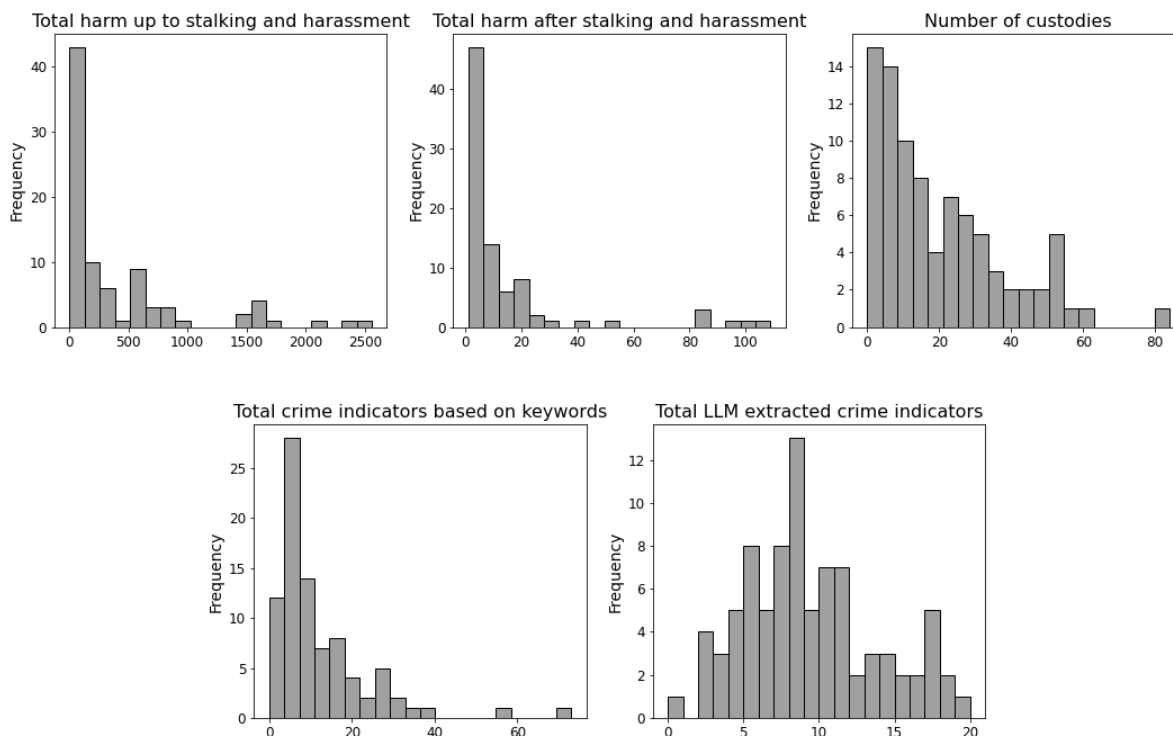 Total harm up to stalking and harassment
Frequency
40
30
20
10
0
0 500 1000 1500 2000 2500
Total harm after stalking and harassment
Frequency
40
30
20
10
0
0 20 40 60 80 100
Number of custodies
Frequency
14
12
10
8
6
4
2
0
0 20 40 60 80
Total crime indicators based on keywords
Frequency
25
20
15
10
5
0
0 20 40 60
Total LLM extracted crime indicators
Frequency
12
10
8
6
4
2
0
0 5 10 15 20